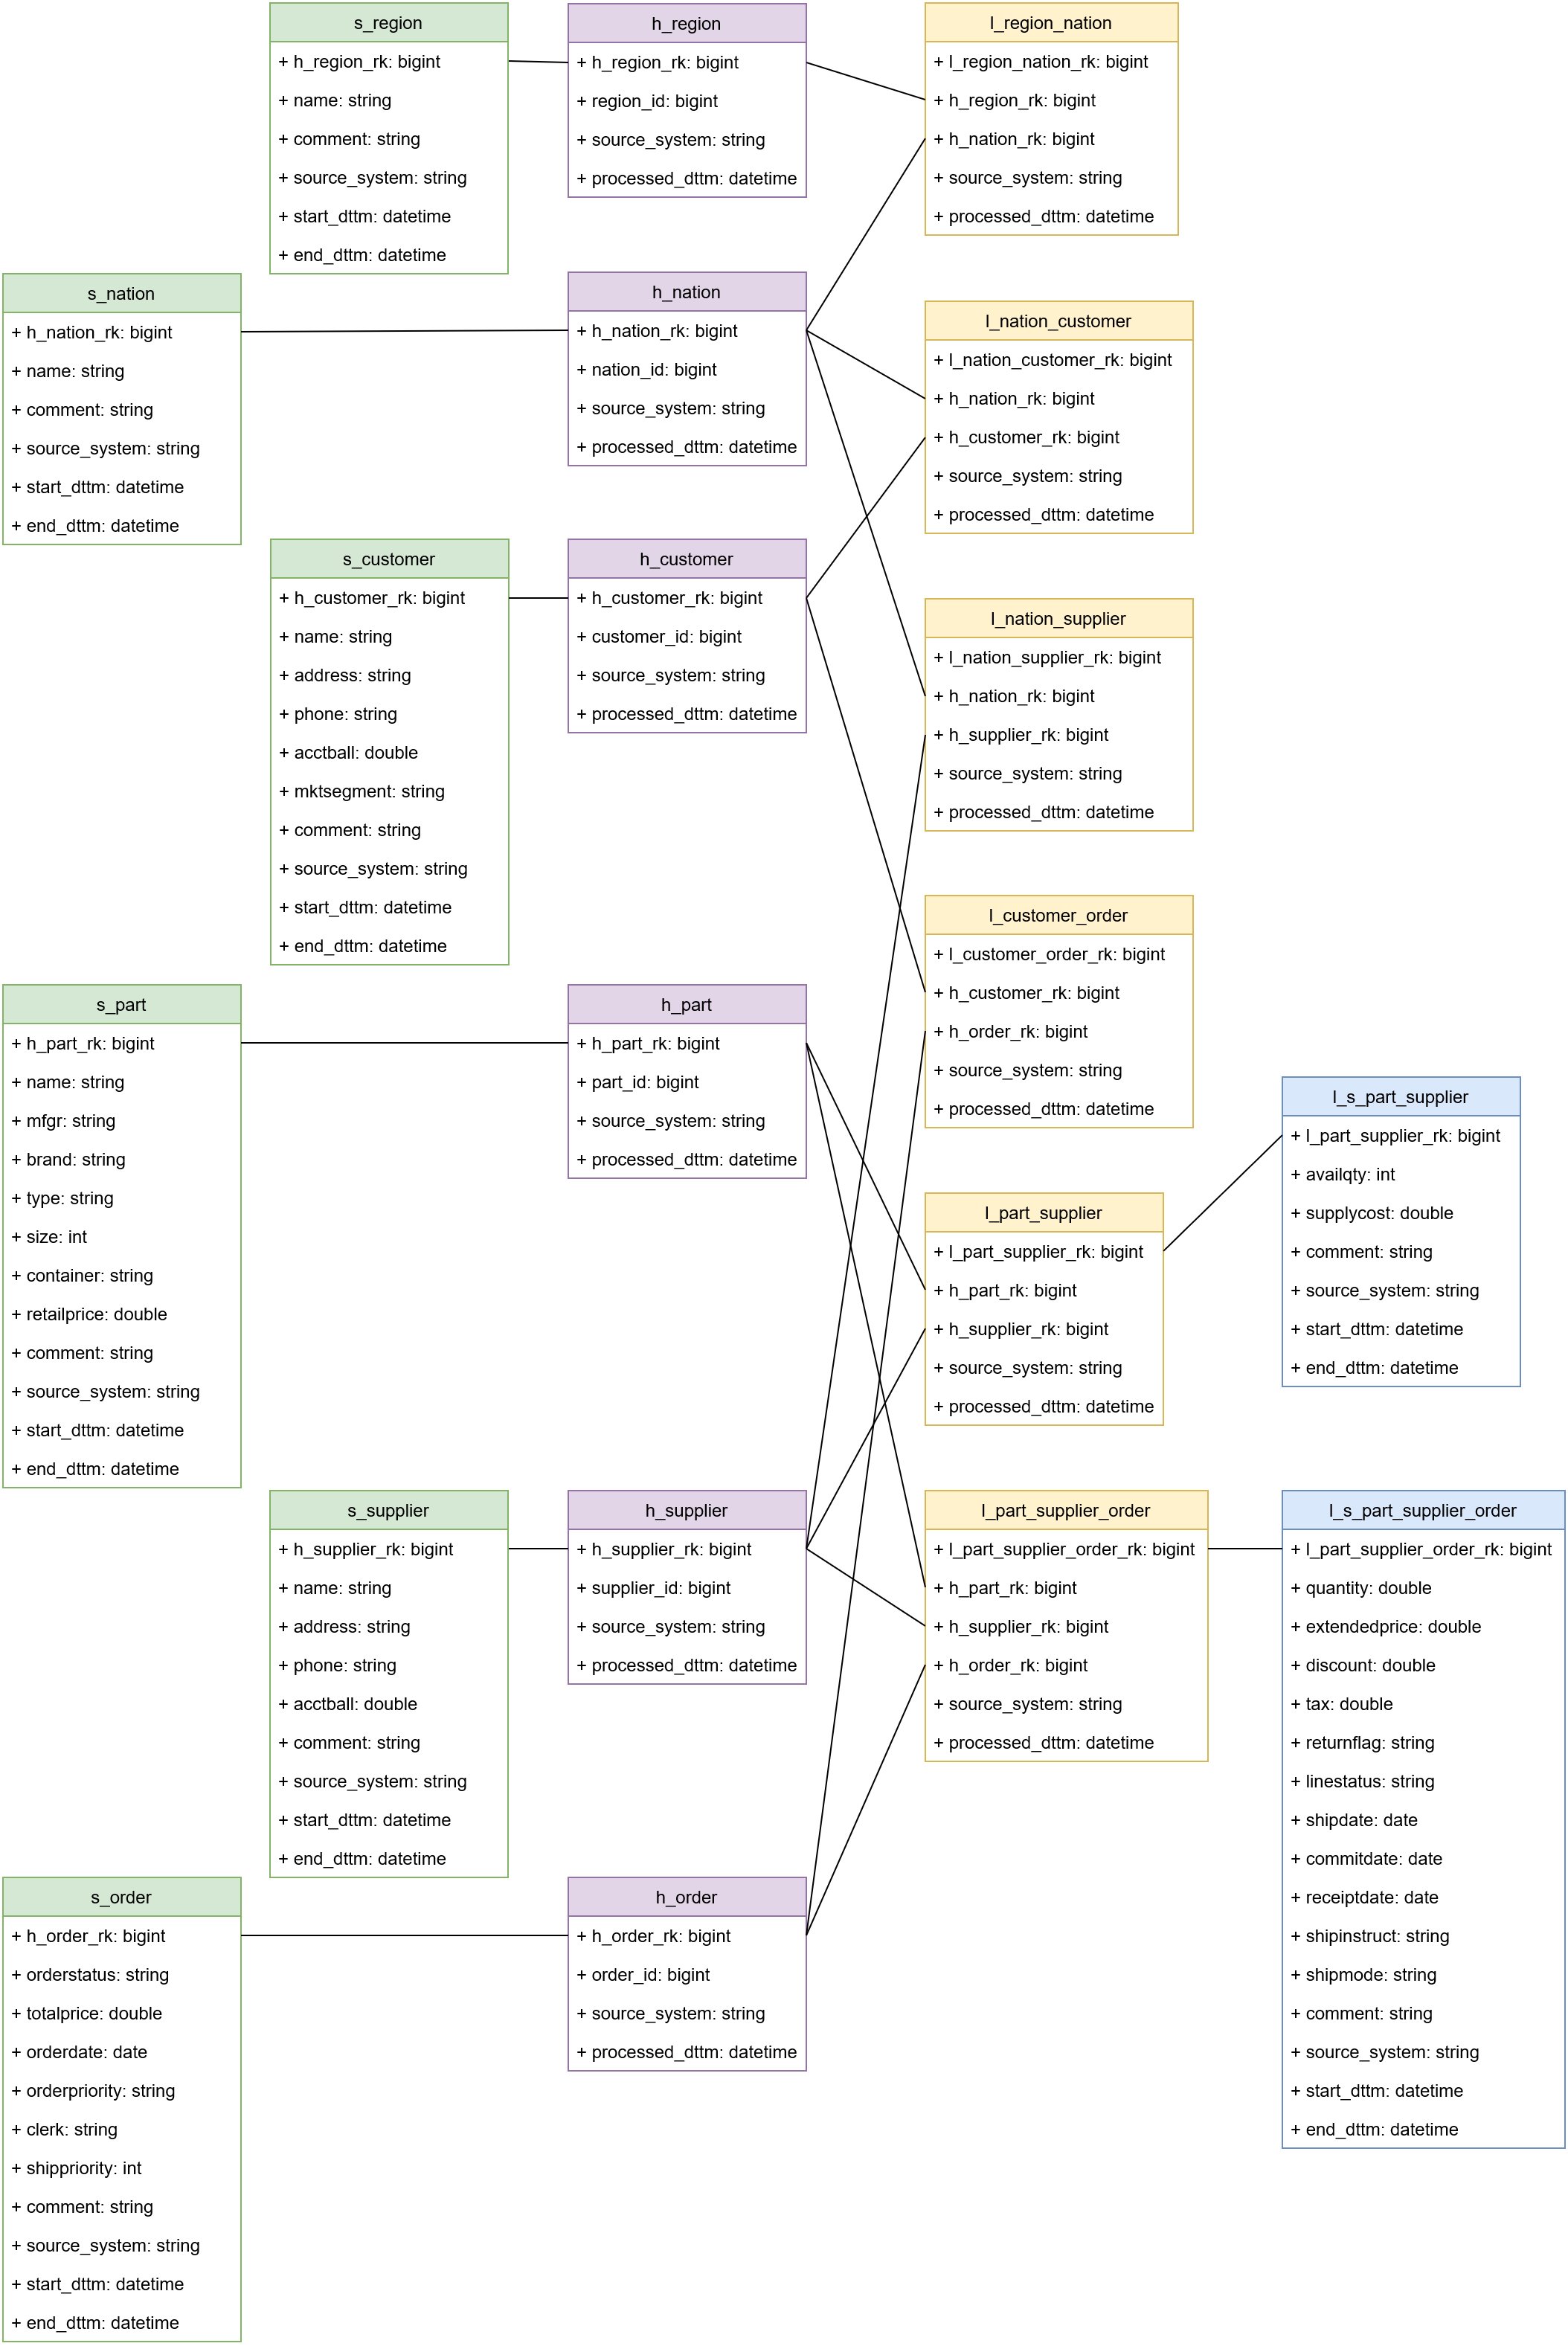 s_region
+ h_region_rk: bigint
+ name: string
+ comment: string
+ source_system: string
+ start_dttm: datetime
+ end_dttm: datetime
h_region
+ h_region_rk: bigint
+ region_id: bigint
+ source_system: string
+ processed_dttm: datetime
l_region_nation
+ l_region_nation_rk: bigint
+ h_region_rk: bigint
+ h_nation_rk: bigint
+ source_system: string
+ processed_dttm: datetime
s_nation
+ h_nation_rk: bigint
+ name: string
+ comment: string
+ source_system: string
+ start_dttm: datetime
+ end_dttm: datetime
h_nation
+ h_nation_rk: bigint
+ nation_id: bigint
+ source_system: string
+ processed_dttm: datetime
l_nation_customer
+ l_nation_customer_rk: bigint
+ h_nation_rk: bigint
+ h_customer_rk: bigint
+ source_system: string
+ processed_dttm: datetime
s_customer
+ h_customer_rk: bigint
+ name: string
+ address: string
+ phone: string
+ acctball: double
+ mktsegment: string
+ comment: string
+ source_system: string
+ start_dttm: datetime
+ end_dttm: datetime
h_customer
+ h_customer_rk: bigint
+ customer_id: bigint
+ source_system: string
+ processed_dttm: datetime
l_nation_supplier
+ l_nation_supplier_rk: bigint
+ h_nation_rk: bigint
+ h_supplier_rk: bigint
+ source_system: string
+ processed_dttm: datetime
l_customer_order
+ l_customer_order_rk: bigint
+ h_customer_rk: bigint
+ h_order_rk: bigint
+ source_system: string
+ processed_dttm: datetime
s_part
+ h_part_rk: bigint
+ name: string
+ mfgr: string
+ brand: string
+ type: string
+ size: int
+ container: string
+ retailprice: double
+ comment: string
+ source_system: string
+ start_dttm: datetime
+ end_dttm: datetime
h_part
+ h_part_rk: bigint
+ part_id: bigint
+ source_system: string
+ processed_dttm: datetime
l_part_supplier
+ l_part_supplier_rk: bigint
+ h_part_rk: bigint
+ h_supplier_rk: bigint
+ source_system: string
+ processed_dttm: datetime
l_s_part_supplier
+ l_part_supplier_rk: bigint
+ availqty: int
+ supplycost: double
+ comment: string
+ source_system: string
+ start_dttm: datetime
+ end_dttm: datetime
s_supplier
+ h_supplier_rk: bigint
+ name: string
+ address: string
+ phone: string
+ acctball: double
+ comment: string
+ source_system: string
+ start_dttm: datetime
+ end_dttm: datetime
h_supplier
+ h_supplier_rk: bigint
+ supplier_id: bigint
+ source_system: string
+ processed_dttm: datetime
l_part_supplier_order
+ l_part_supplier_order_rk: bigint
+ h_part_rk: bigint
+ h_supplier_rk: bigint
+ h_order_rk: bigint
+ source_system: string
+ processed_dttm: datetime
l_s_part_supplier_order
+ l_part_supplier_order_rk: bigint
+ quantity: double
+ extendedprice: double
+ discount: double
+ tax: double
+ returnflag: string
+ linestatus: string
+ shipdate: date
+ commitdate: date
+ receiptdate: date
+ shipinstruct: string
+ shipmode: string
+ comment: string
+ source_system: string
+ start_dttm: datetime
+ end_dttm: datetime
s_order
+ h_order_rk: bigint
+ orderstatus: string
+ totalprice: double
+ orderdate: date
+ orderpriority: string
+ clerk: string
+ shippriority: int
+ comment: string
+ source_system: string
+ start_dttm: datetime
+ end_dttm: datetime
h_order
+ h_order_rk: bigint
+ order_id: bigint
+ source_system: string
+ processed_dttm: datetime